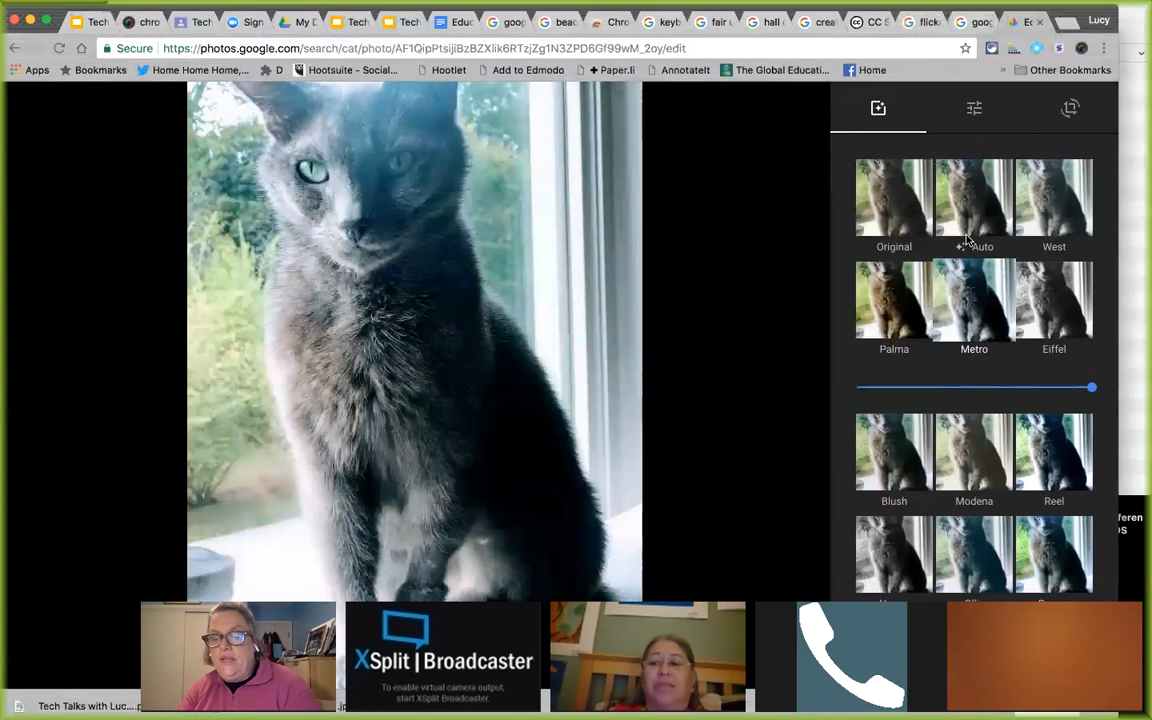 Tech chro Tech Sign My D Tech Tech Educ goog beac Chro keyb fair u hall crea CC S flick goog Ed Lucy
Secure https://photos.google.com/search/cat/photo/AF1QipPtsijiBzBZXlik6RTzjZg1N3ZPD6Gf99wM_2oy/edit
Apps Bookmarks Home Home Home,... D Hootsuite - Social... Hootlet Add to Edmodo + Paper.li AnnotateIt The Global Educati... Home » Other Bookmarks
Original Auto West
Palma Metro Eiffel
Blush Modena Reel
feren
OS
XSplit | Broadcaster
To enable virtual camera output,
start XSplit Broadcaster.
Tech Talks with Luc....p